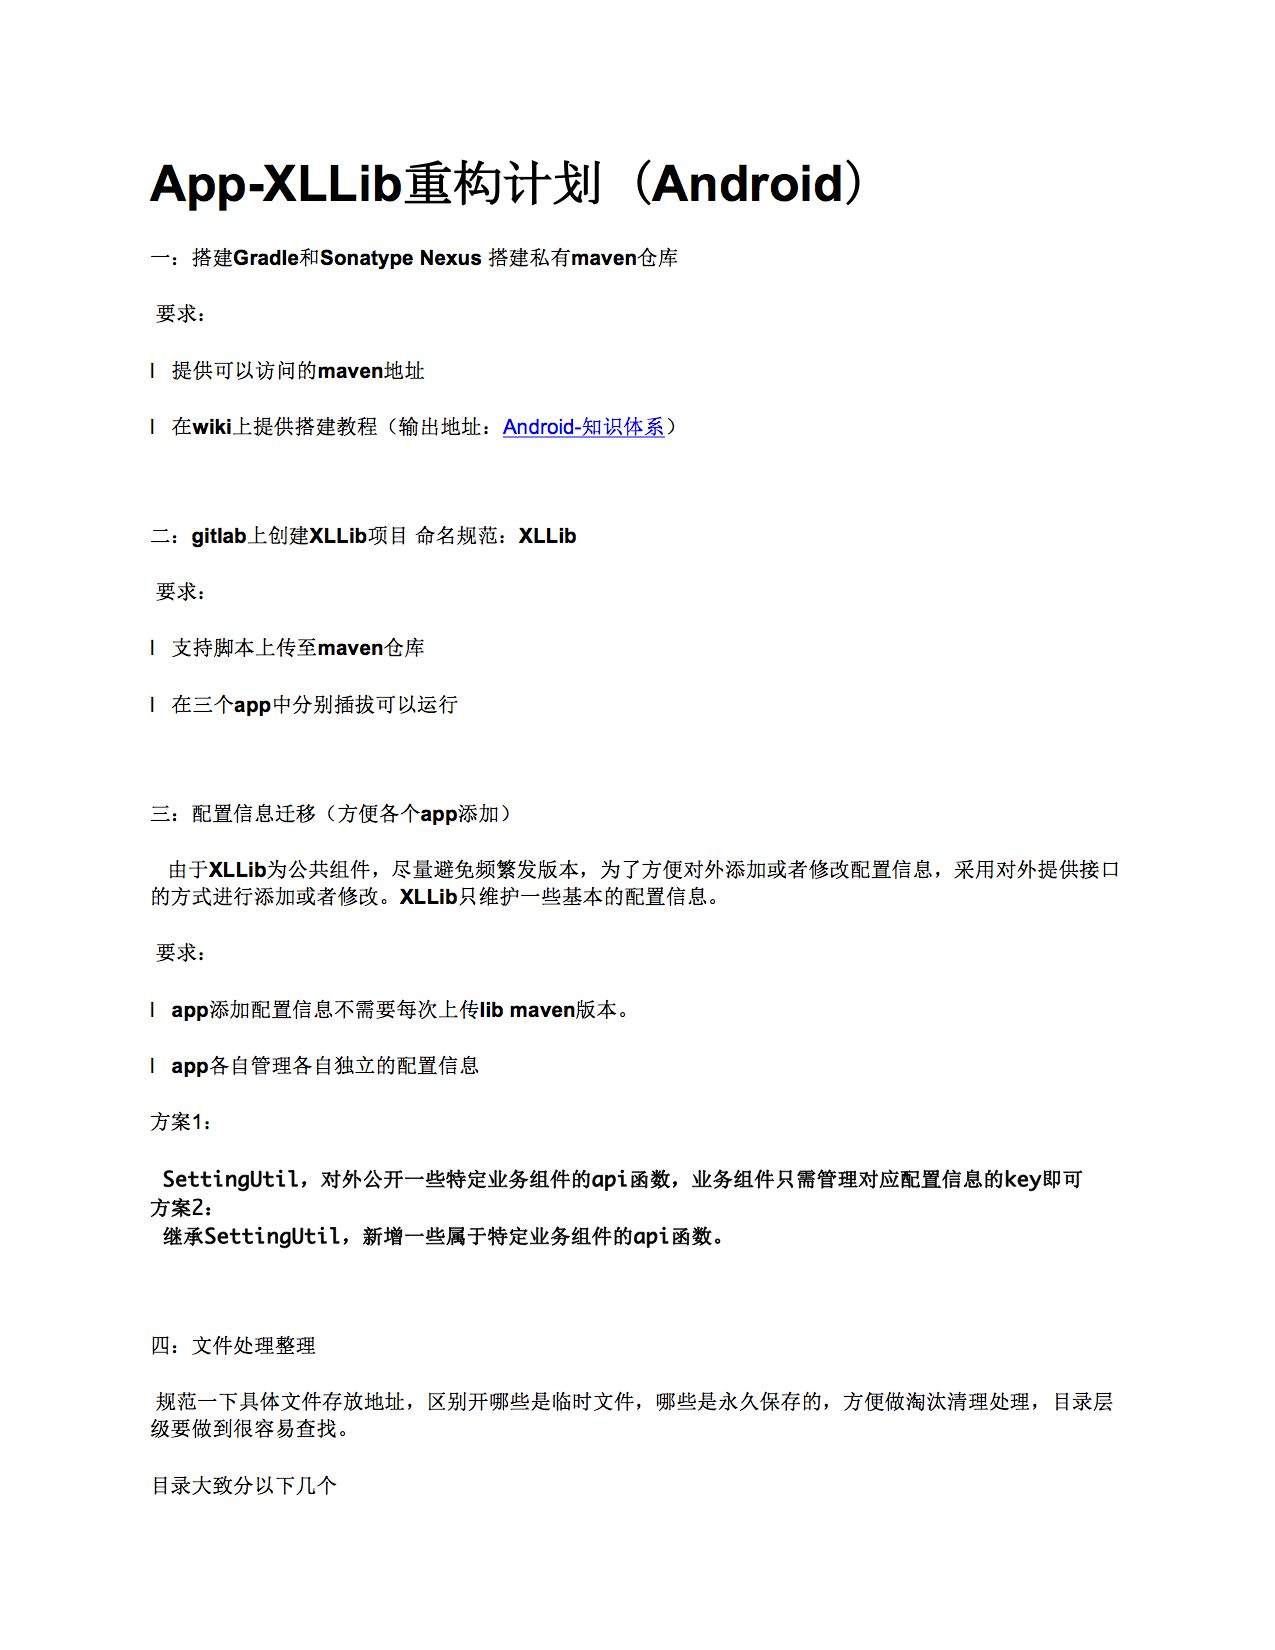 App-XLLib重构计划（Android）
一：搭建Gradle和Sonatype Nexus 搭建私有maven仓库
要求：
l 提供可以访问的maven地址
l 在wiki上提供搭建教程（输出地址：Android-知识体系）
二：gitlab上创建XLLib项目 命名规范：XLLib
要求：
l 支持脚本上传至maven仓库
l 在三个app中分别插拔可以运行
三：配置信息迁移（方便各个app添加）
由于XLLib为公共组件，尽量避免频繁发版本，为了方便对外添加或者修改配置信息，采用对外提供接口
的方式进行添加或者修改。XLLib只维护一些基本的配置信息。
要求：
l app添加配置信息不需要每次上传lib maven版本。
l app各自管理各自独立的配置信息
方案1：
SettingUtil，对外公开一些特定业务组件的api函数，业务组件只需管理对应配置信息的key即可
方案2：
继承SettingUtil，新增一些属于特定业务组件的api函数。
四：文件处理整理
规范一下具体文件存放地址，区别开哪些是临时文件，哪些是永久保存的，方便做淘汰清理处理，目录层
级要做到很容易查找。
目录大致分以下几个